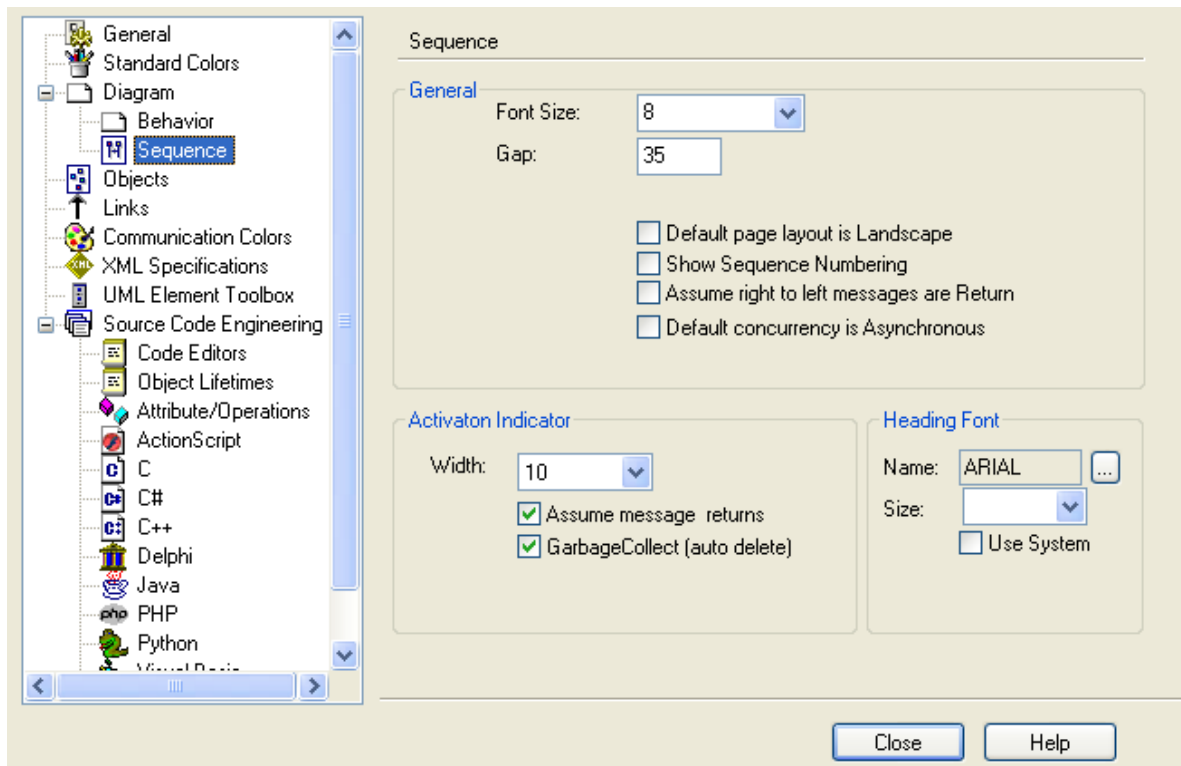 General
Standard Colors
Diagram
Behavior
Sequence
Objects
Links
Communication Colors
XML Specifications
UML Element Toolbox
Source Code Engineering
Code Editors
Object Lifetimes
Attribute/Operations
ActionScript
C
C#
C++
Delphi
Java
php PHP
Python
Sequence
General
Font Size: 8
Gap: 35
Default page layout is Landscape
Show Sequence Numbering
Assume right to left messages are Return
Default concurrency is Asynchronous
Activaton Indicator
Width: 10
Assume message returns
GarbageCollect (auto delete)
Heading Font
Name: ARIAL ...
Size:
Use System
Close
Help